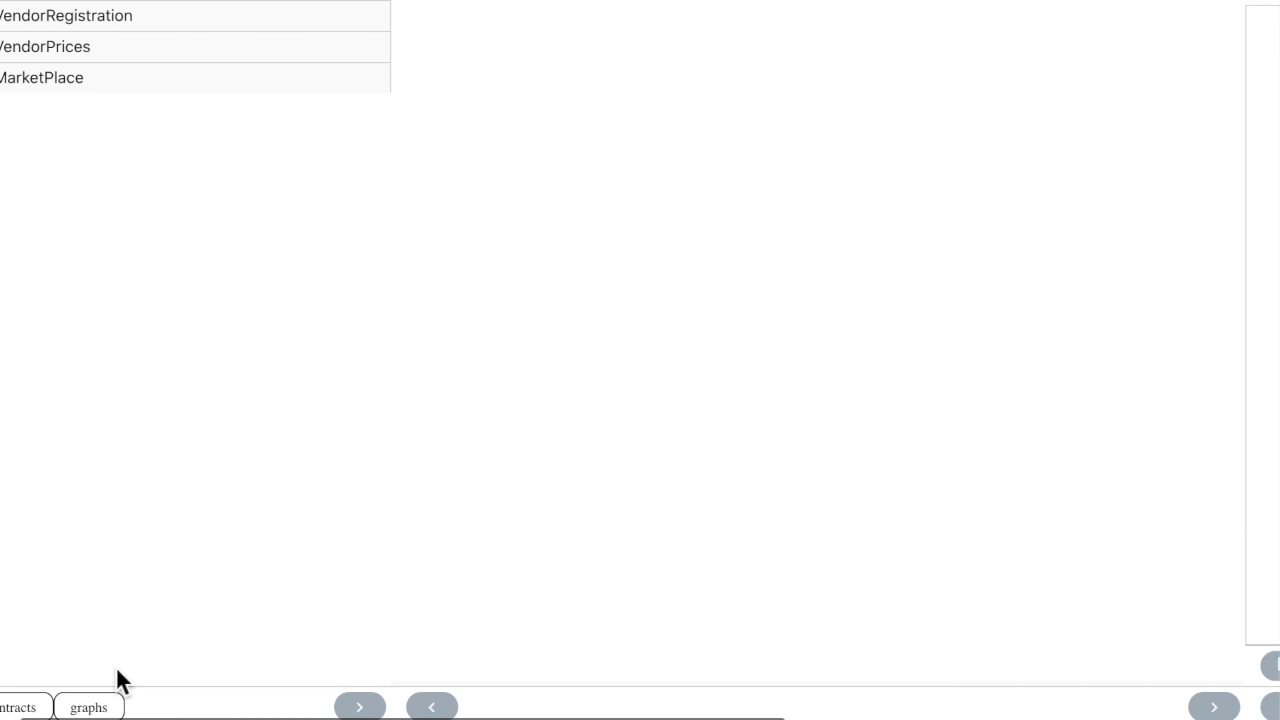 VendorRegistration
VendorPrices
MarketPlace
ntracts graphs